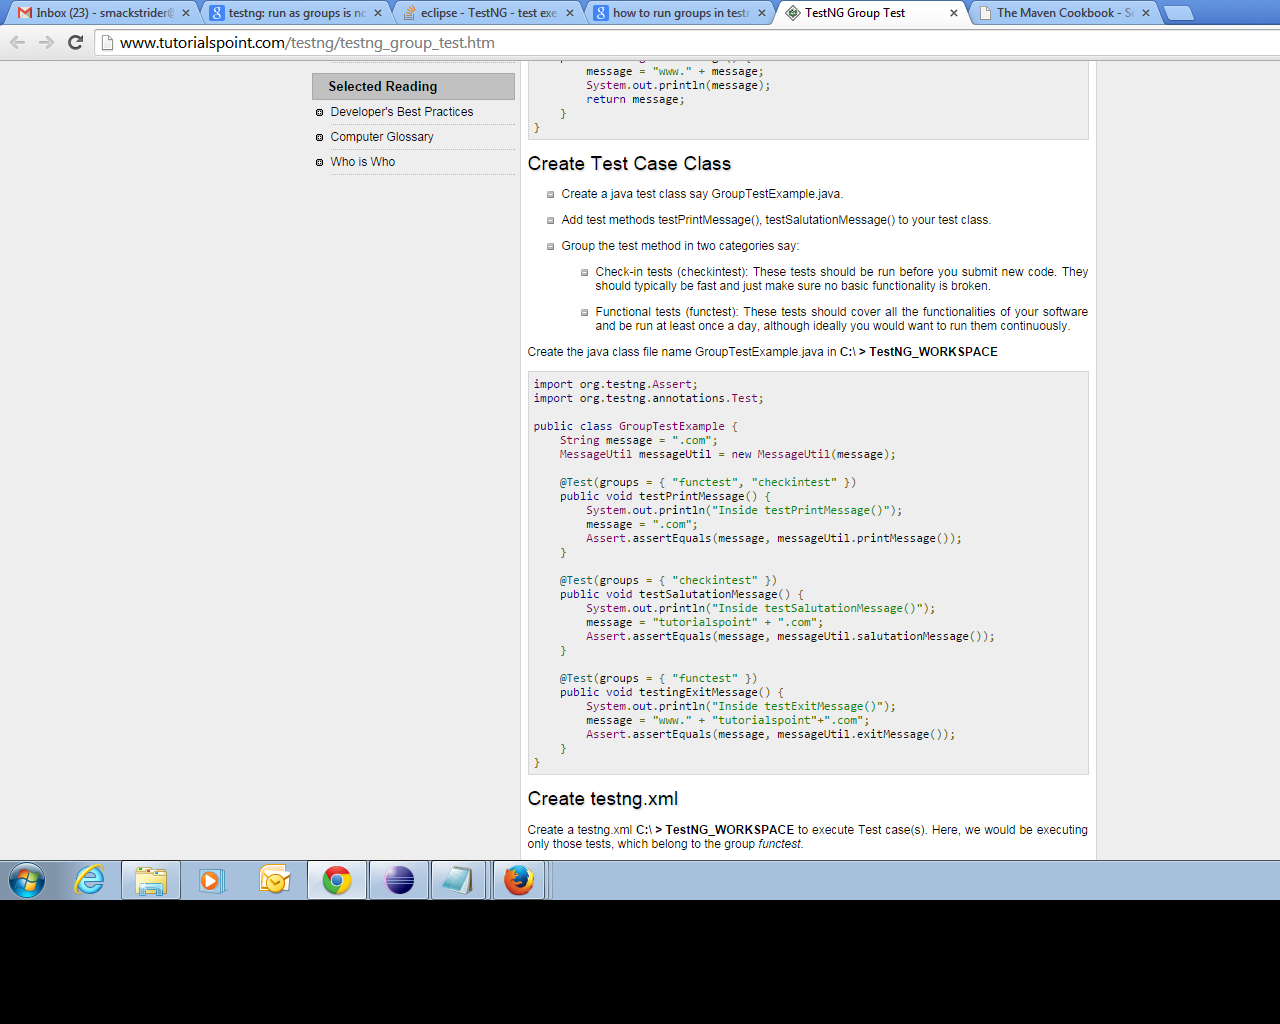 Inbox (23) - smackstrider@
testng: run as groups is no
eclipse - TestNG - test exe
how to run groups in testn
TestNG Group Test
The Maven Cookbook - So
www.tutorialspoint.com/testng/testng_group_test.htm
Selected Reading
Developer's Best Practices
Computer Glossary
Who is Who
message = "www." + message;
System.out.println(message);
return message;
}
}
Create Test Case Class
Create a java test class say GroupTestExample.java.
Add test methods testPrintMessage(), testSalutationMessage() to your test class.
Group the test method in two categories say:
Check-in tests (checkintest): These tests should be run before you submit new code. They
should typically be fast and just make sure no basic functionality is broken.
Functional tests (functest): These tests should cover all the functionalities of your software
and be run at least once a day, although ideally you would want to run them continuously.
Create the java class file name GroupTestExample.java in C:\ > TestNG_WORKSPACE
import org.testng.Assert;
import org.testng.annotations.Test;
public class GroupTestExample {
String message = ".com";
MessageUtil messageUtil = new MessageUtil(message);
@Test(groups = { "functest", "checkintest" })
public void testPrintMessage() {
System.out.println("Inside testPrintMessage()");
message = ".com";
Assert.assertEquals(message, messageUtil.printMessage());
}
@Test(groups = { "checkintest" })
public void testSalutationMessage() {
System.out.println("Inside testSalutationMessage()");
message = "tutorialspoint" + ".com";
Assert.assertEquals(message, messageUtil.salutationMessage());
}
@Test(groups = { "functest" })
public void testingExitMessage() {
System.out.println("Inside testExitMessage()");
message = "www." + "tutorialspoint"+".com";
Assert.assertEquals(message, messageUtil.exitMessage());
}
}
Create testng.xml
Create a testng.xml C:\ > TestNG_WORKSPACE to execute Test case(s). Here, we would be executing
only those tests, which belong to the group functest.